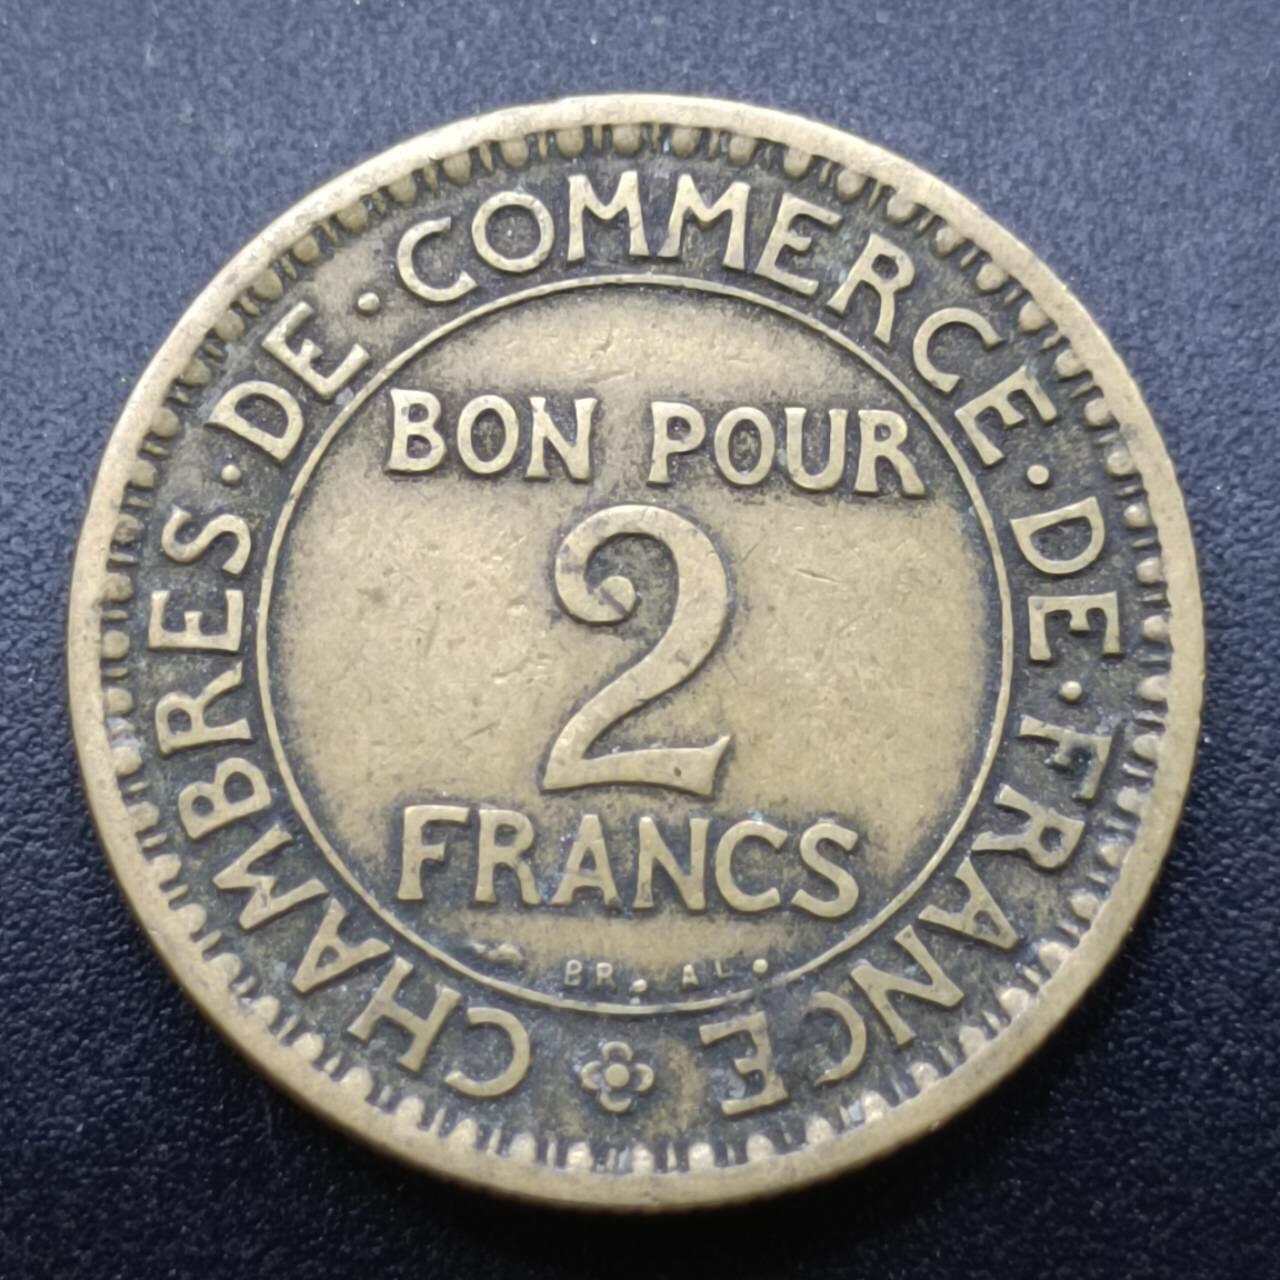 CHAMBRES·DE·COMMERCE·DE·FRANCE
BON POUR
2
FRANCS
BR. AL.